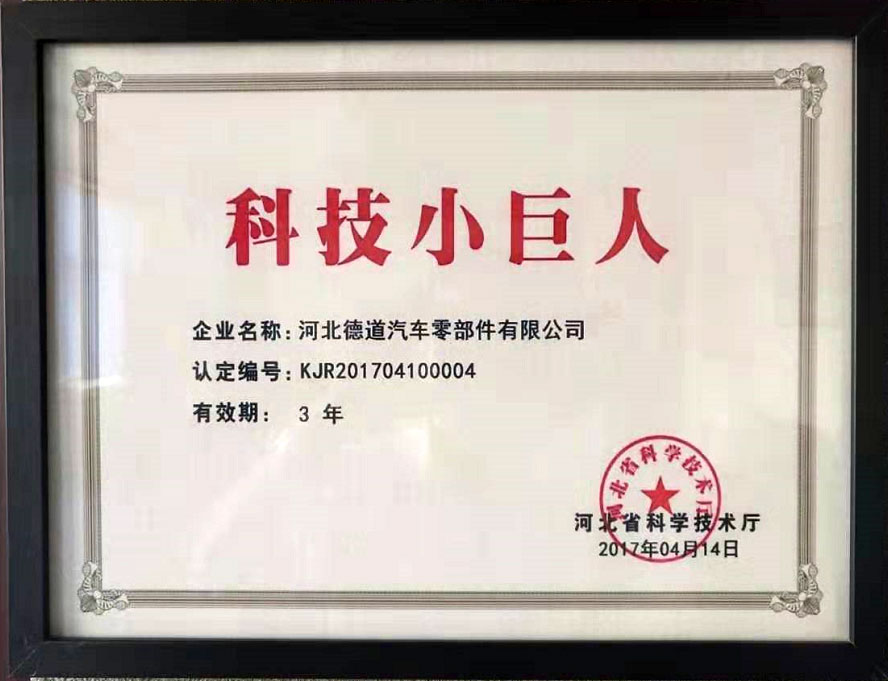 科技小巨人
企业名称：河北德道汽车零部件有限公司
认定编号：KJR201704100004
有效期： 3 年
河北省科学技术厅
河北省科学技术厅
2017年04月14日